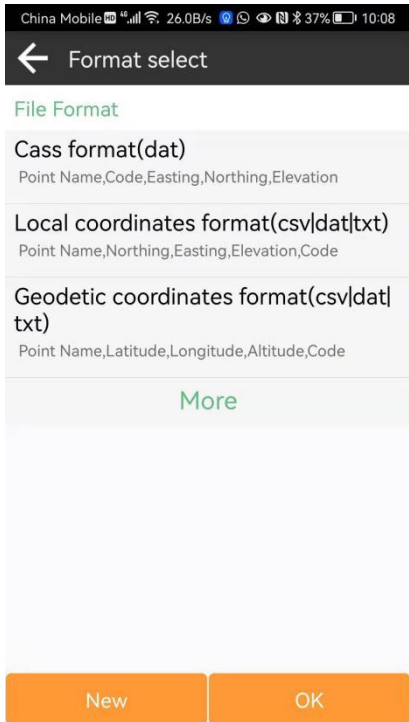 China Mobile HD 4G 26.0B/s 37% 10:08
Format select
File Format
Cass format(dat)
Point Name,Code,Easting,Northing,Elevation
Local coordinates format(csv|dat|txt)
Point Name,Northing,Easting,Elevation,Code
Geodetic coordinates format(csv|dat|
txt)
Point Name,Latitude,Longitude,Altitude,Code
More
New OK